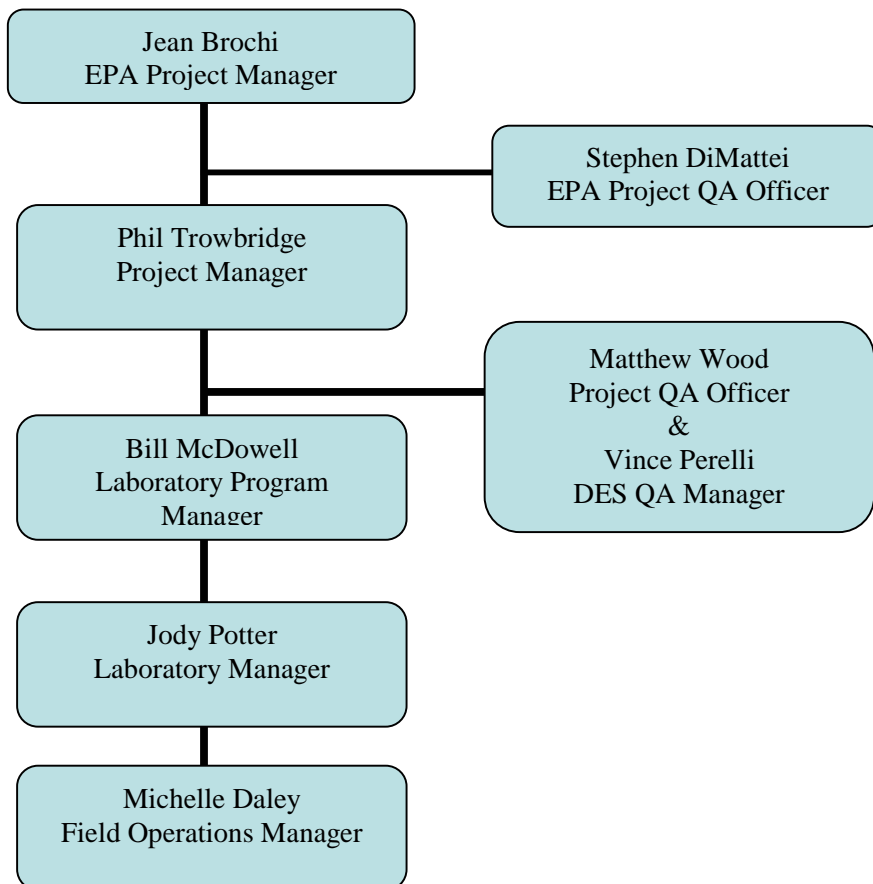 Jean Brochi
EPA Project Manager
Stephen DiMattei
EPA Project QA Officer
Phil Trowbridge
Project Manager
Matthew Wood
Project QA Officer
&
Vince Perelli
DES QA Manager
Bill McDowell
Laboratory Program
Manager
Jody Potter
Laboratory Manager
Michelle Daley
Field Operations Manager